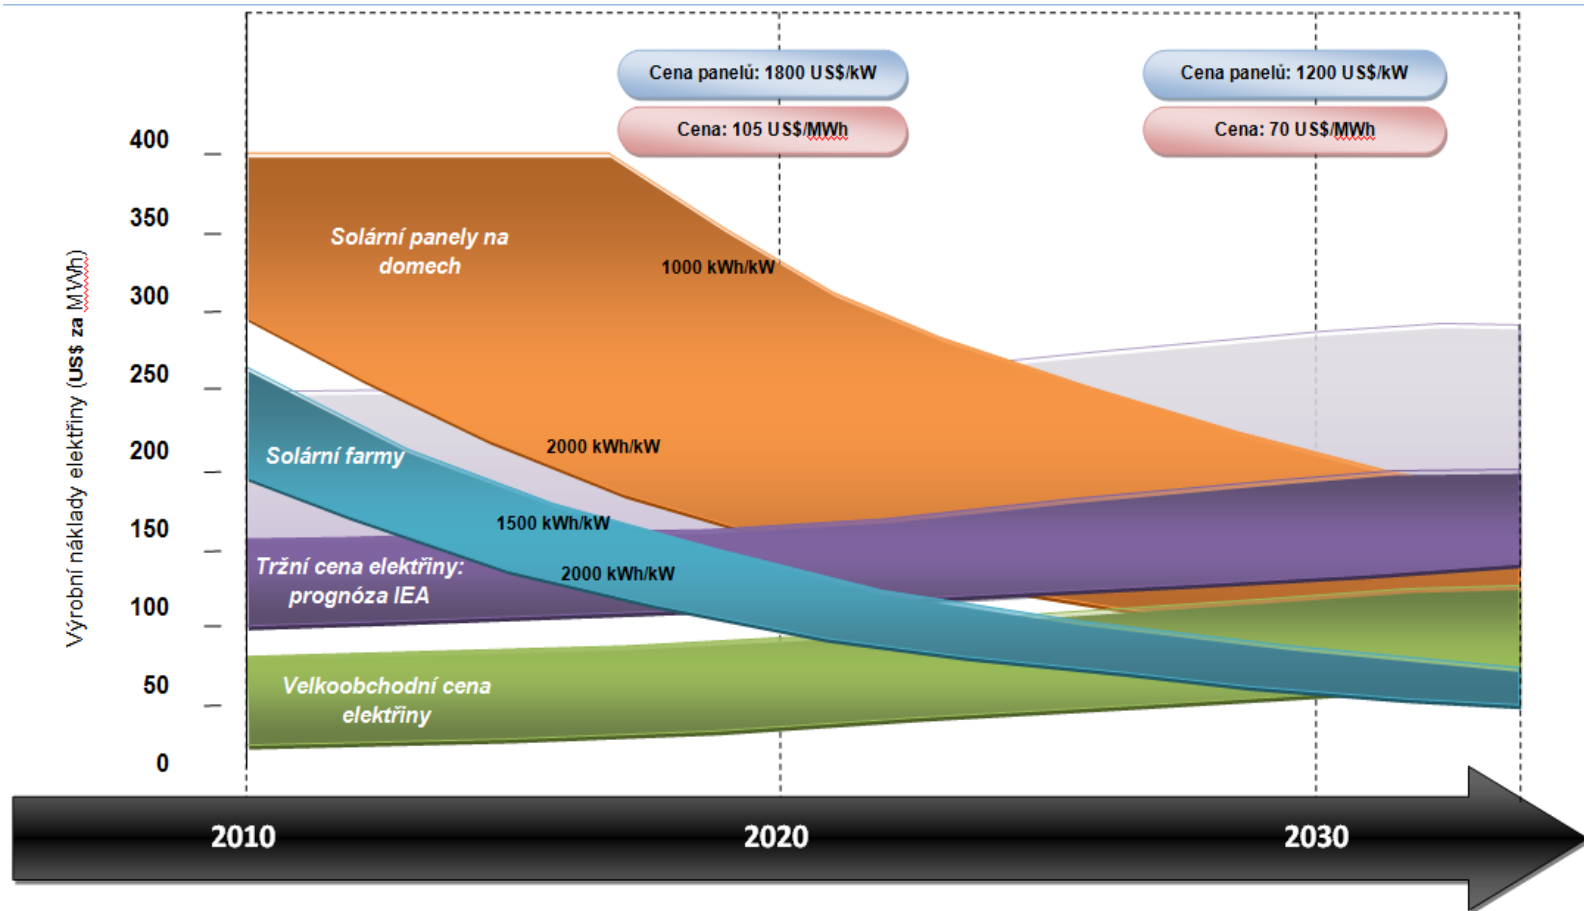 Cena panelů: 1800 US$/kW
Cena panelů: 1200 US$/kW
Cena: 105 US$/MWh
Cena: 70 US$/MWh
Výrobní náklady elektřiny (US$ za MWh)
400
350
300
250
200
150
100
50
0
Solární panely na
domech
1000 kWh/kW
2000 kWh/kW
Solární farmy
1500 kWh/kW
2000 kWh/kW
Tržní cena elektřiny:
prognóza IEA
Velkoobchodní cena
elektřiny
2010
2020
2030